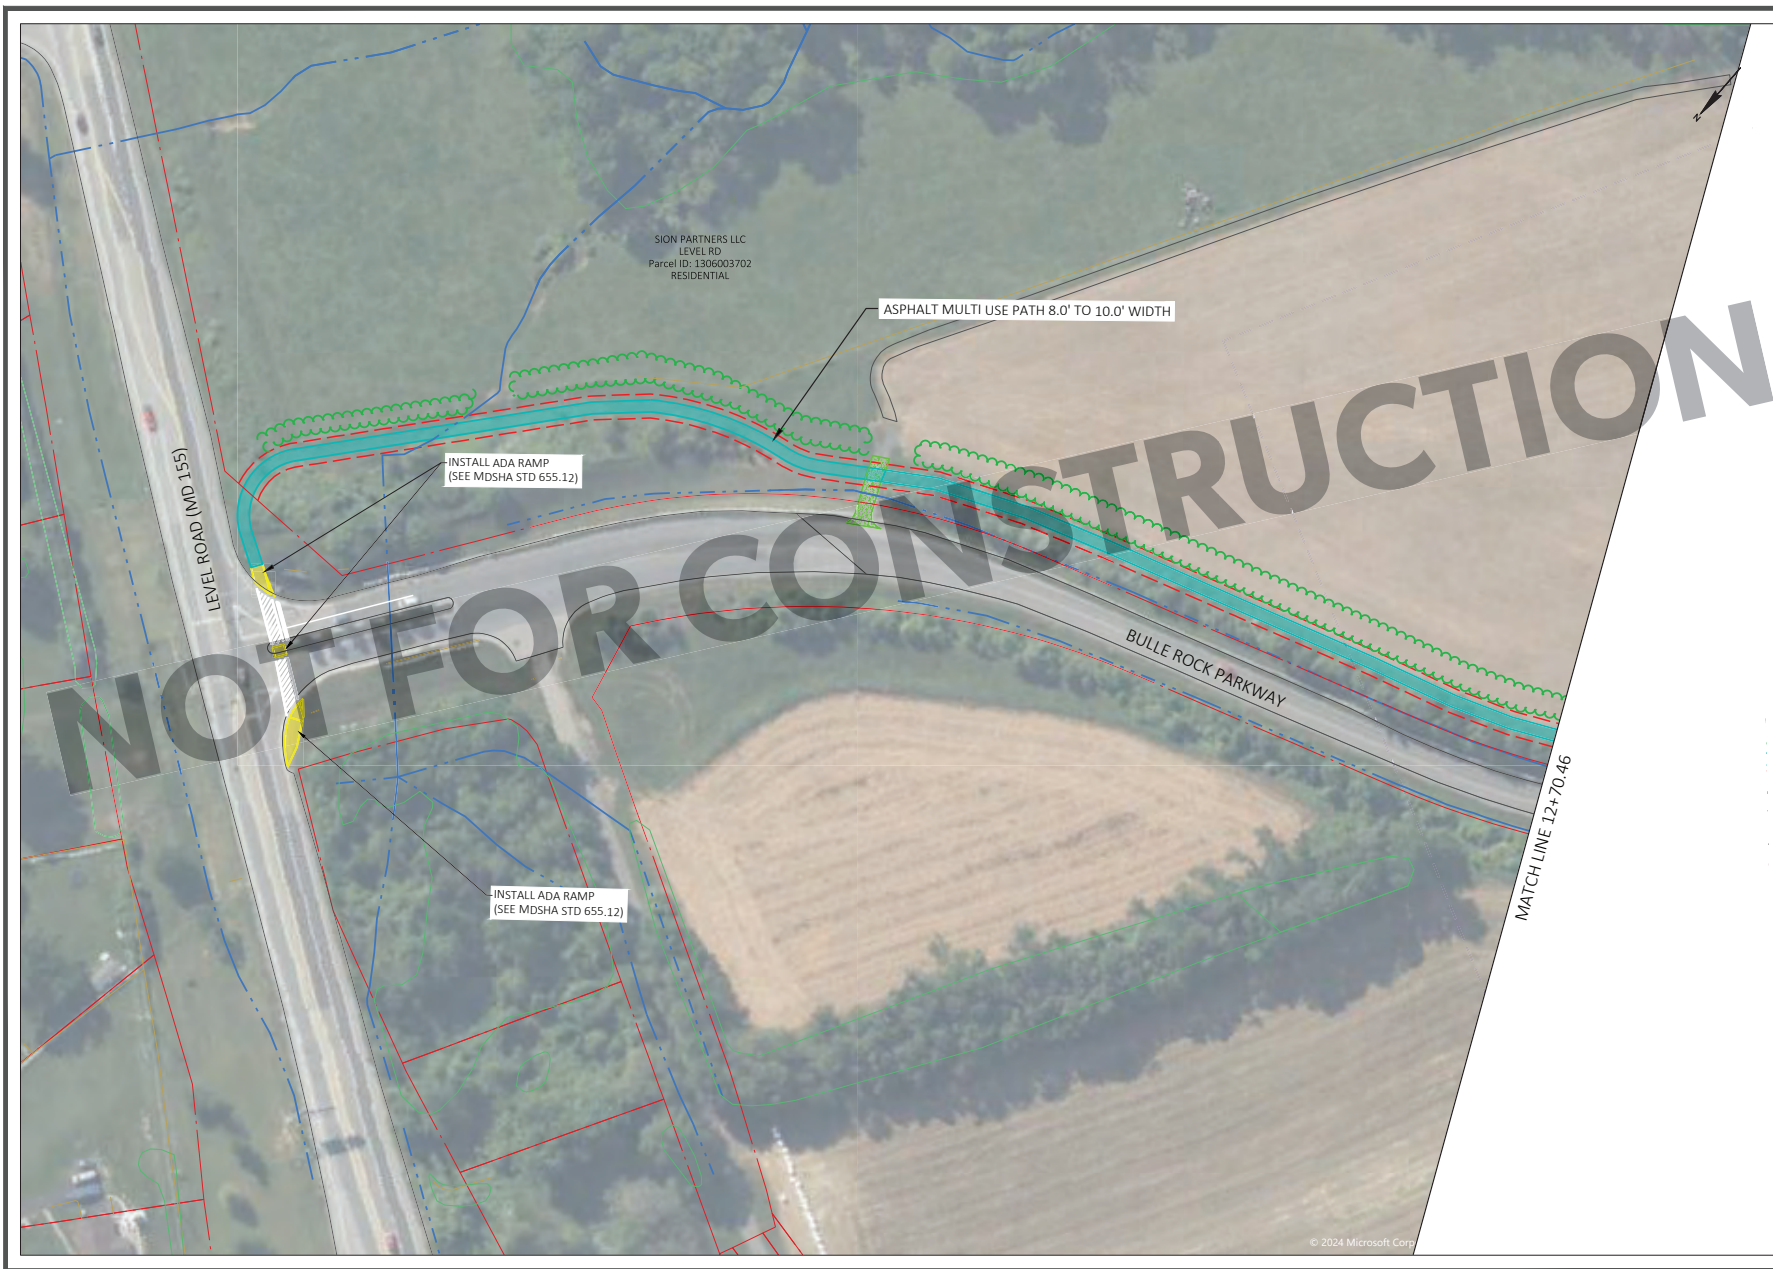 N
SION PARTNERS LLC
LEVEL RD
Parcel ID: 1306003702
RESIDENTIAL
ASPHALT MULTI USE PATH 8.0' TO 10.0' WIDTH
INSTALL ADA RAMP
(SEE MDSHA STD 655.12)
LEVEL ROAD (MD 155)
NOT FOR CONSTRUCTION
BULLE ROCK PARKWAY
MATCH LINE 12+70.46
INSTALL ADA RAMP
(SEE MDSHA STD 655.12)
© 2024 Microsoft Corp